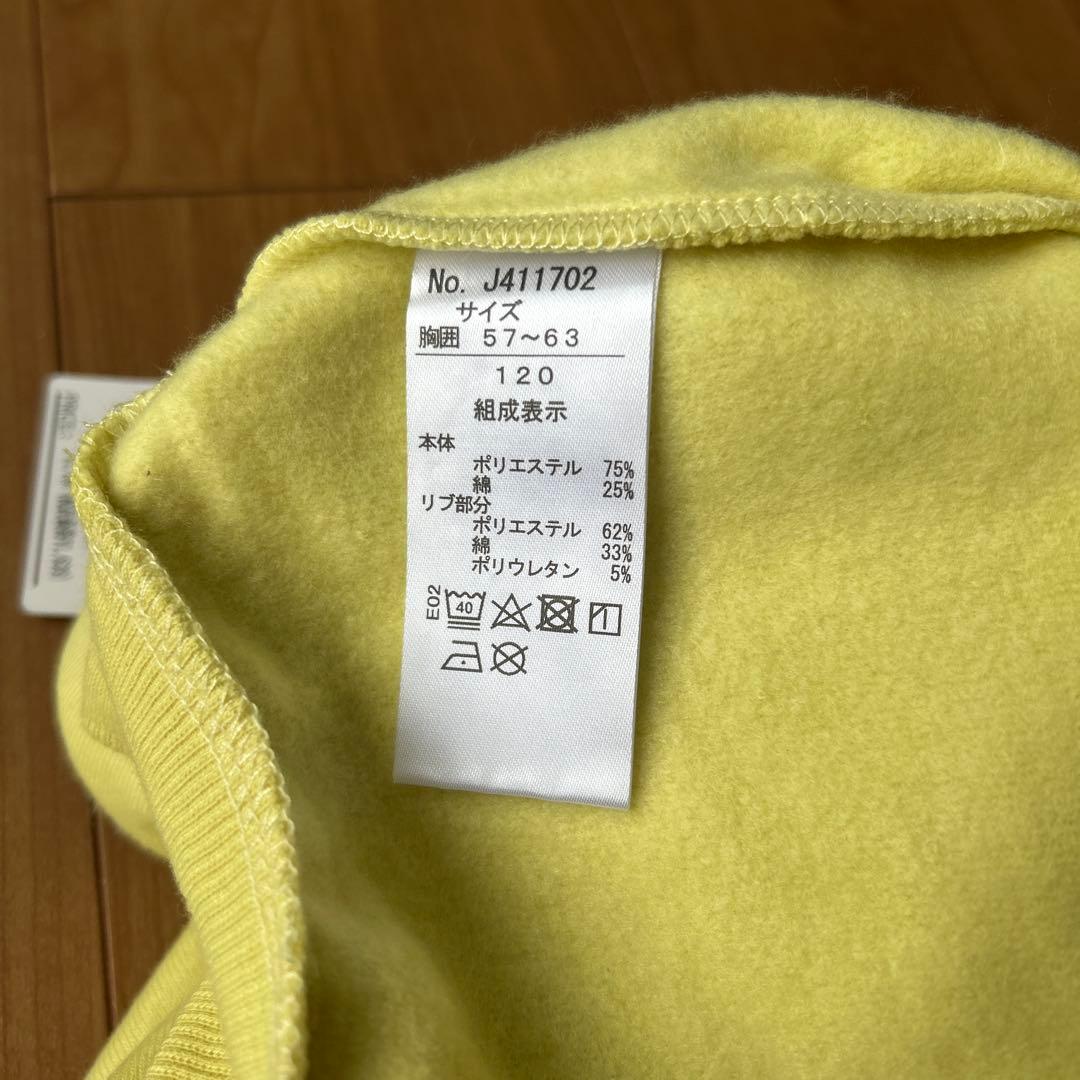 No. J411702
サイズ
胸囲 57〜63
120
組成表示
本体
ポリエステル 75%
綿 25%
リブ部分
ポリエステル 62%
綿 33%
ポリウレタン 5%
E02
40